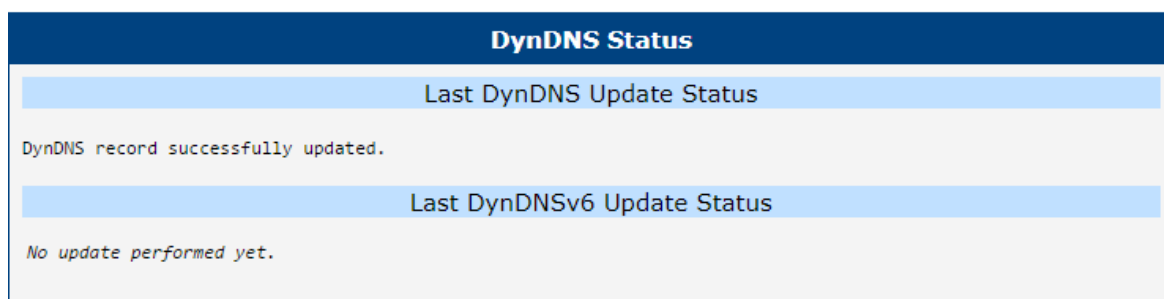 DynDNS Status
Last DynDNS Update Status
DynDNS record successfully updated.
Last DynDNSv6 Update Status
No update performed yet.